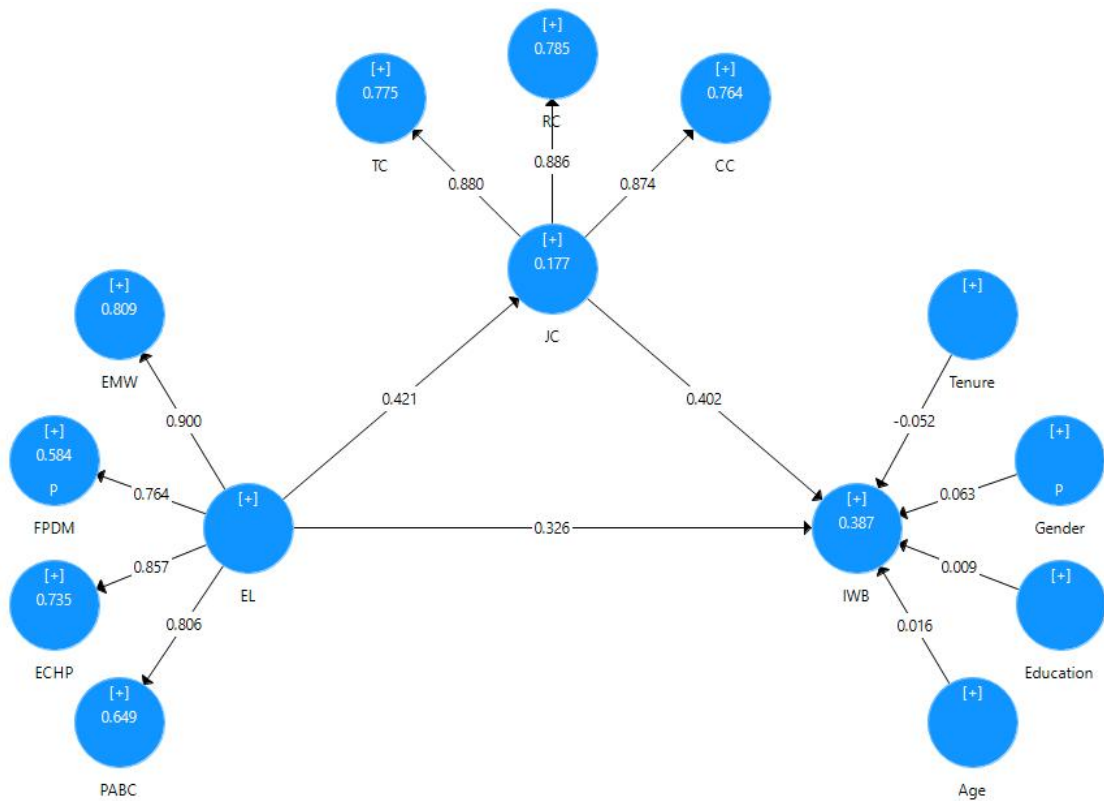 [+]
0.785
RC
[+]
0.775
TC
[+]
0.764
CC
0.880
0.886
0.874
[+]
0.177
JC
[+]
0.809
EMW
[+]
Tenure
0.421
0.402
-0.052
0.900
[+]
0.584
P
FPDM
0.764
[+]
P
Gender
0.063
[+]
EL
0.326
[+]
0.387
IWB
0.857
[+]
0.735
ECHP
0.009
[+]
Education
0.806
0.016
[+]
0.649
PABC
[+]
Age